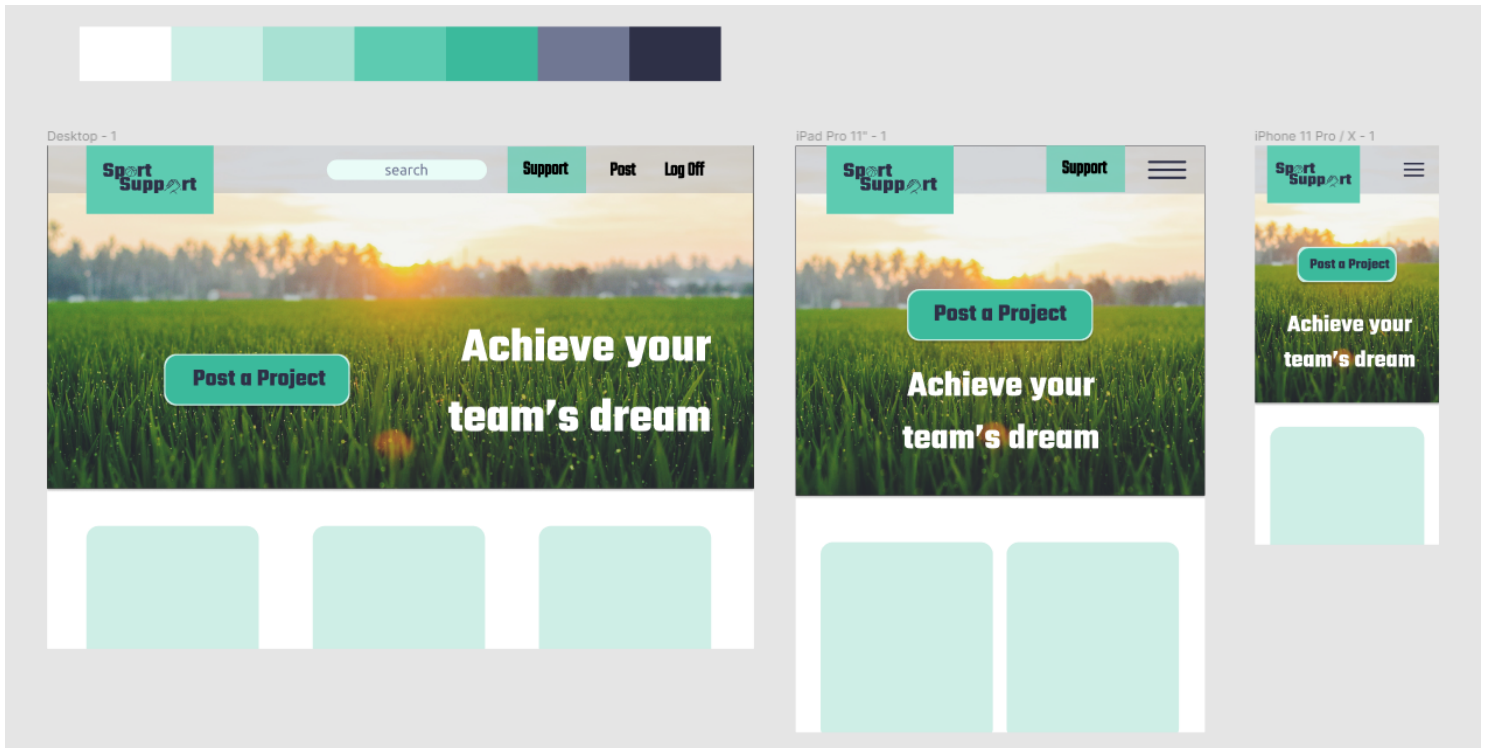 Desktop - 1
Sport
Support
search
Support
Post
Log Off
Post a Project
Achieve your
team's dream
iPad Pro 11" - 1
Sport
Support
Support
Post a Project
Achieve your
team's dream
iPhone 11 Pro / X - 1
Sport
Support
Post a Project
Achieve your
team's dream